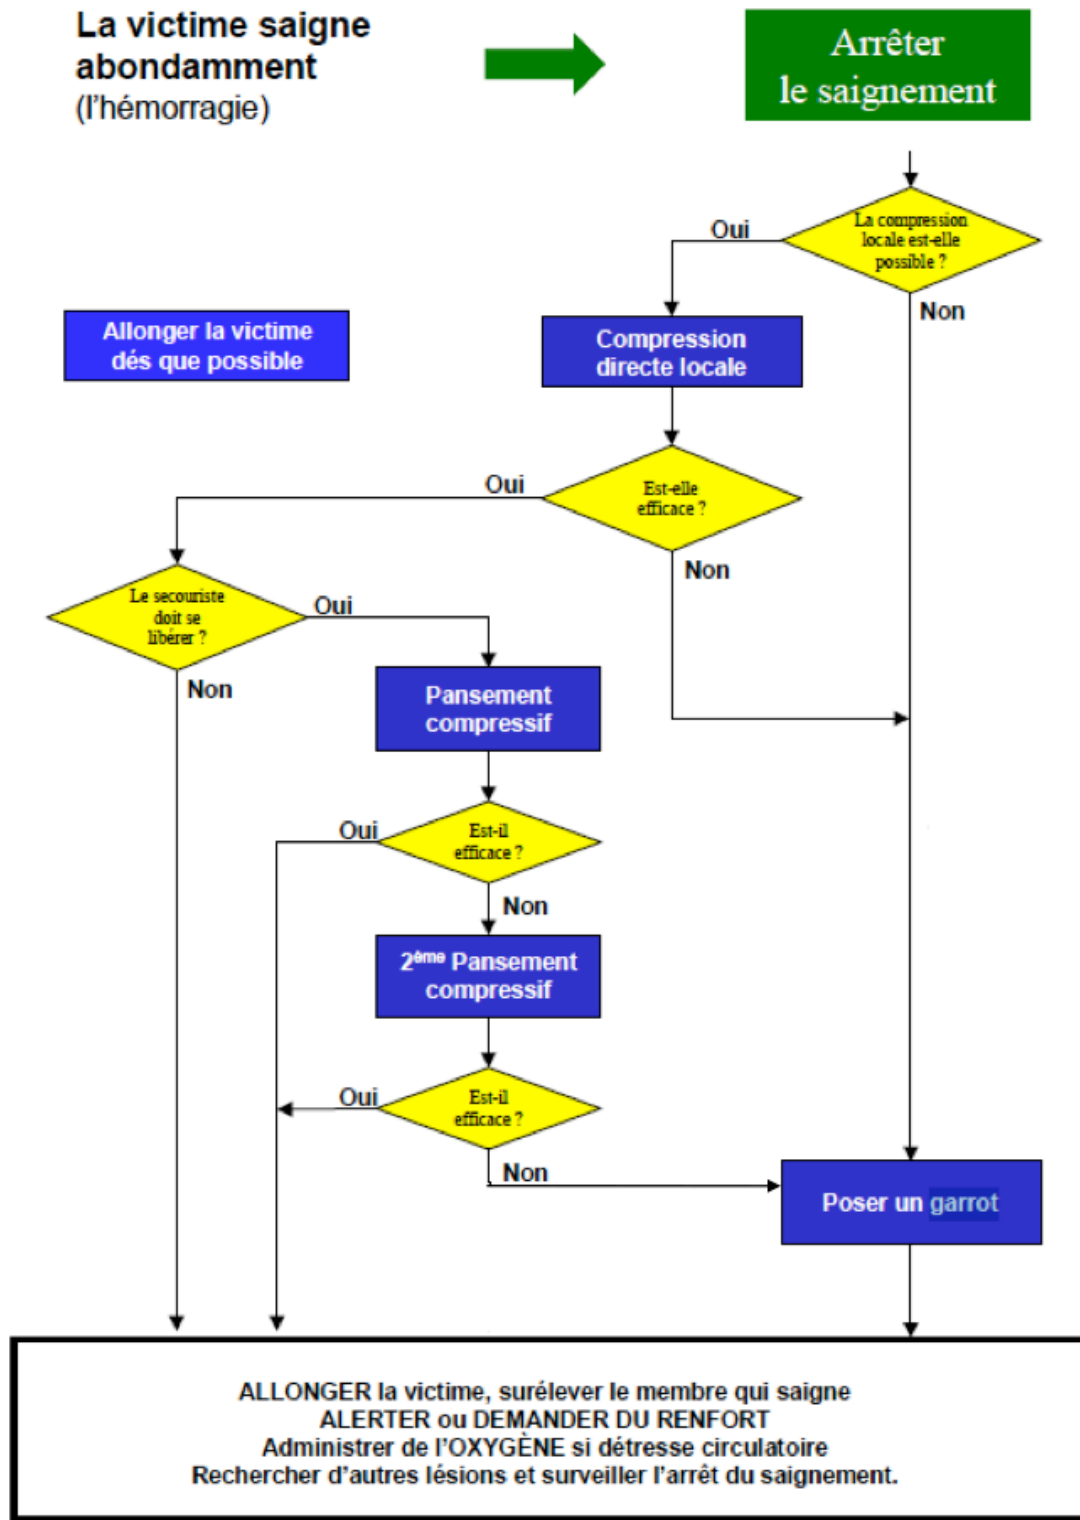 La victime saigne
abondamment
(l'hémorragie)
Arrêter
le saignement
La compression
locale est-elle
possible ?
Oui
Non
Allonger la victime
dés que possible
Compression
directe locale
Est-elle
efficace ?
Oui
Non
Le secouriste
doit se
libérer ?
Oui
Non
Pansement
compressif
Est-il
efficace ?
Oui
Non
2ème Pansement
compressif
Est-il
efficace ?
Oui
Non
Poser un garrot
ALLONGER la victime, surélever le membre qui saigne
ALERTER ou DEMANDER DU RENFORT
Administrer de l'OXYGÈNE si détresse circulatoire
Rechercher d'autres lésions et surveiller l'arrêt du saignement.